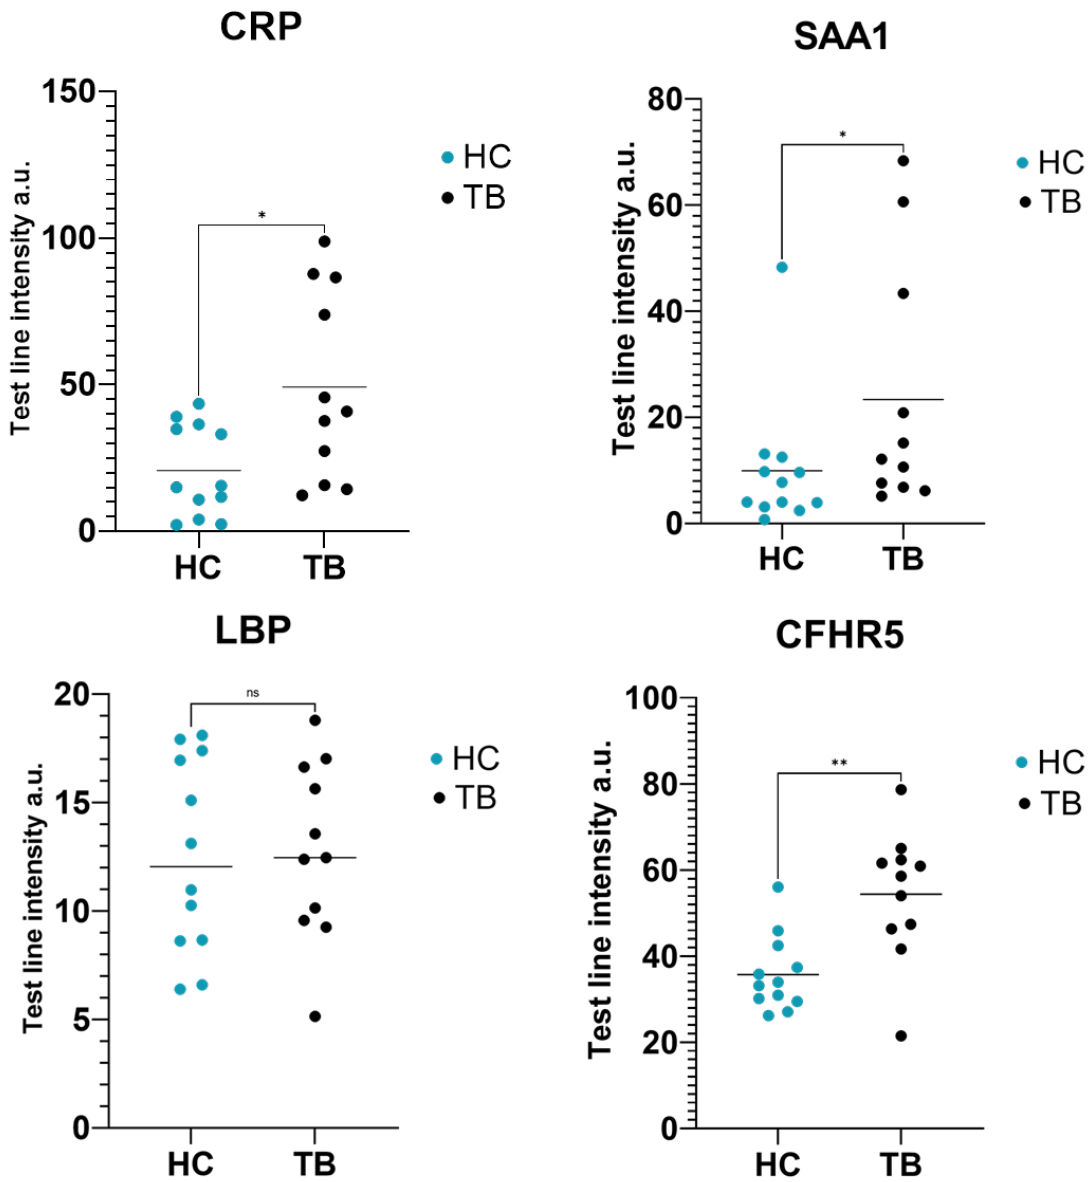 CRP
150
100
50
0
Test line intensity a.u.
*
HC
TB
HC
TB
SAA1
80
60
40
20
0
Test line intensity a.u.
*
HC
TB
HC
TB
LBP
20
15
10
5
0
Test line intensity a.u.
ns
HC
TB
HC
TB
CFHR5
100
80
60
40
20
0
Test line intensity a.u.
**
HC
TB
HC
TB